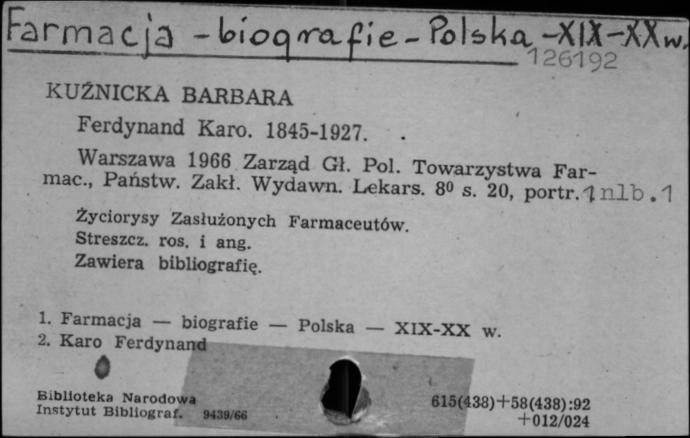 Farmacja - biografie - Polska - XIX-XX w.
126192
KUŹNICKA BARBARA
Ferdynand Karo. 1845-1927.
Warszawa 1966 Zarząd Gł. Pol. Towarzystwa Far-
mac., Państw. Zakł. Wydawn. Lekars. 8⁰ s. 20, portr. 1 nlb. 1
Życiorysy Zasłużonych Farmaceutów.
Streszcz. ros. i ang.
Zawiera bibliografię.
1. Farmacja — biografie — Polska — XIX-XX w.
2. Karo Ferdynand
Biblioteka Narodowa
Instytut Bibliograf. 9439/66
615(438)+58(438):92
+012/024